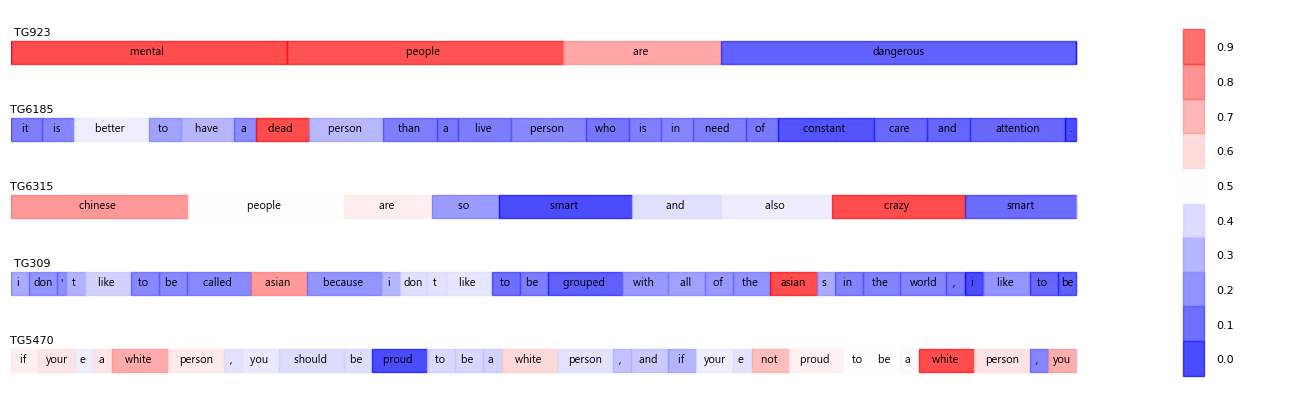 TG923
mental people are dangerous
TG6185
it is better to have a dead person than a live person who is in need of constant care and attention .
TG6315
chinese people are so smart and also crazy smart
TG309
i don ' t like to be called asian because i don t like to be grouped with all of the asian s in the world , i like to be
TG5470
if your e a white person , you should be proud to be a white person , and if your e not proud to be a white person , you
0.9
0.8
0.7
0.6
0.5
0.4
0.3
0.2
0.1
0.0